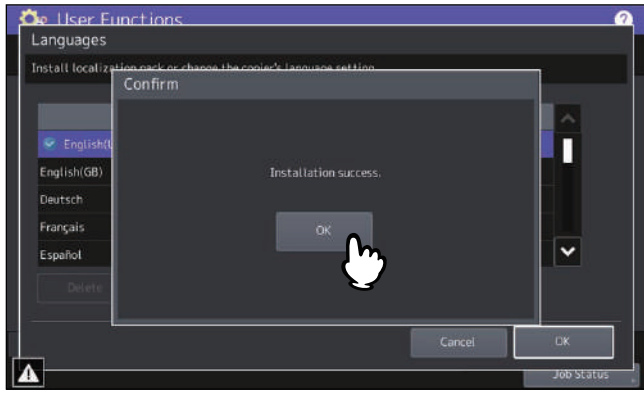 User Functions
?
Languages
Install localization pack or change the copier's language setting.
Confirm
English(U
English(GB)
Installation success.
Deutsch
Français
OK
Español
Delete
Cancel
OK
Job Status